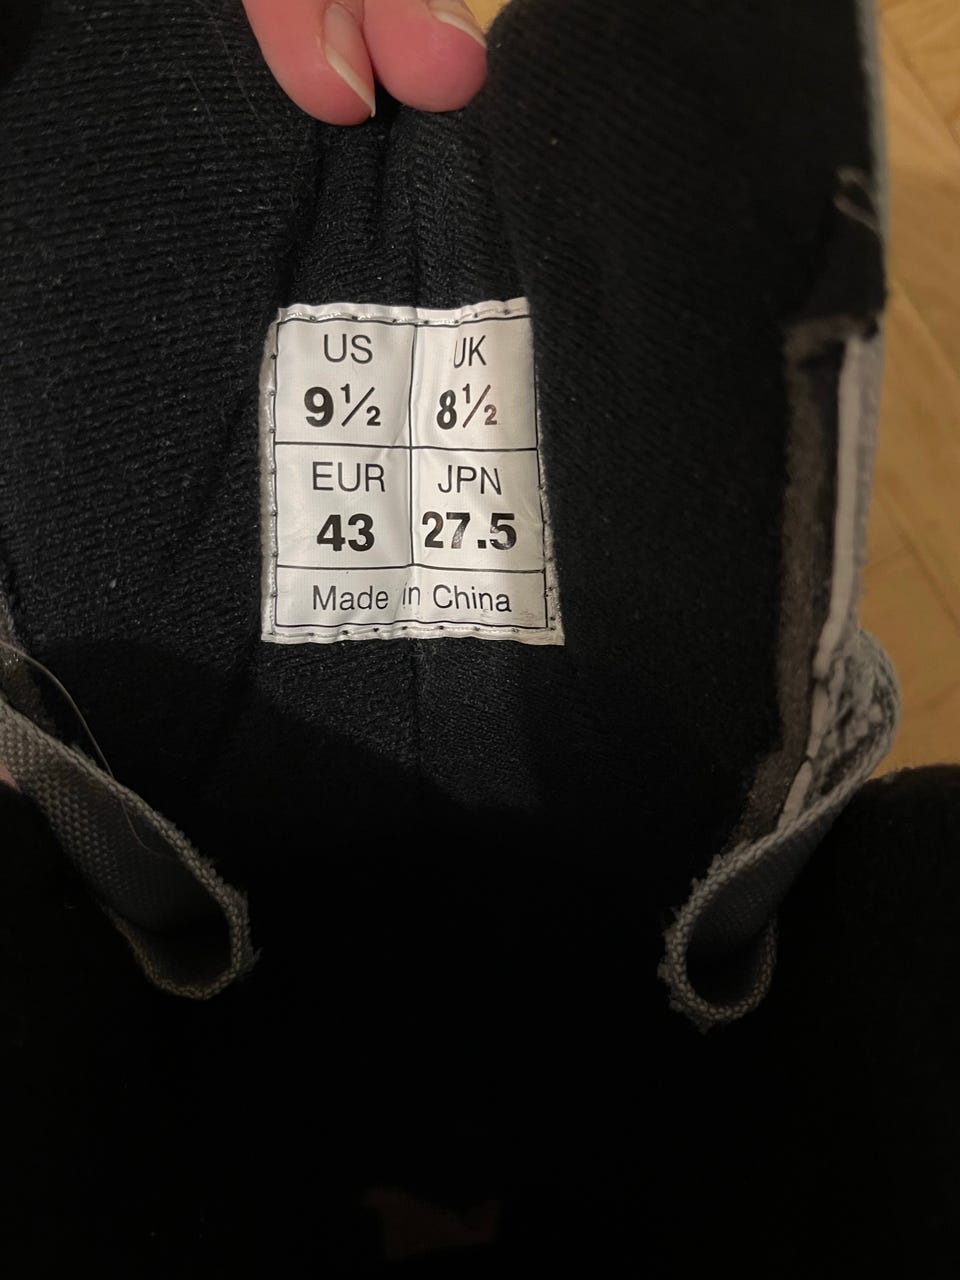 US UK
9½ 8½
EUR JPN
43 27.5
Made in China